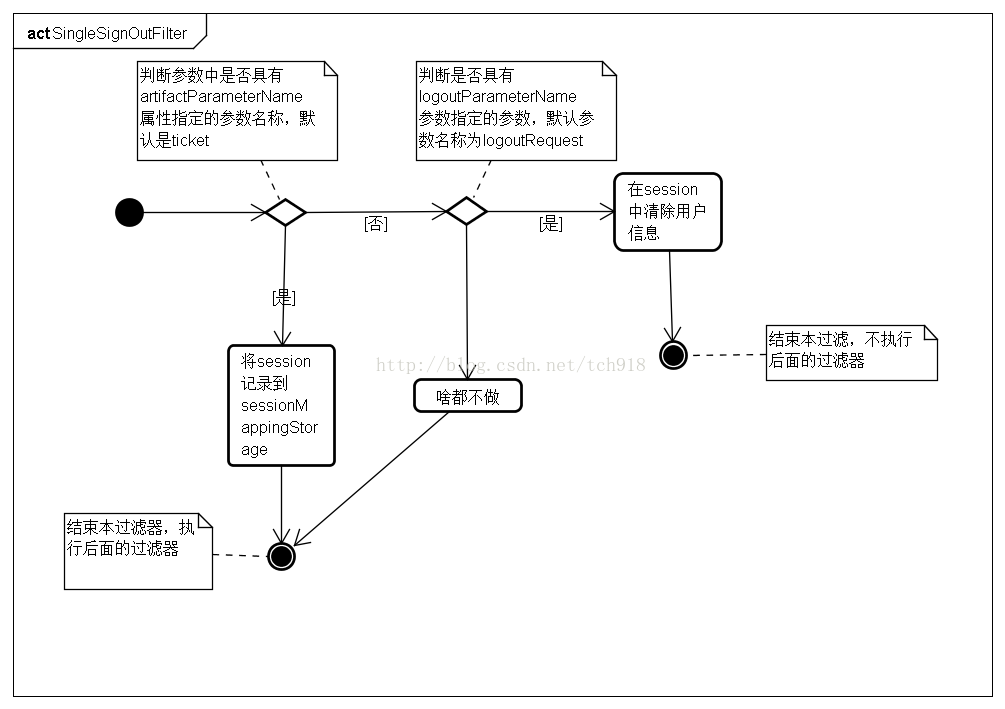 act SingleSignOutFilter
判断参数中是否具有
artifactParameterName
属性指定的参数名称，默
认是ticket
判断是否具有
logoutParameterName
参数指定的参数，默认参
数名称为logoutRequest
在session
中清除用户
信息
[否]
[是]
[是]
结束本过滤，不执行
后面的过滤器
将session
记录到
sessionM
appingStor
age
http://blog.csdn.net/tch918
啥都不做
结束本过滤器，执
行后面的过滤器